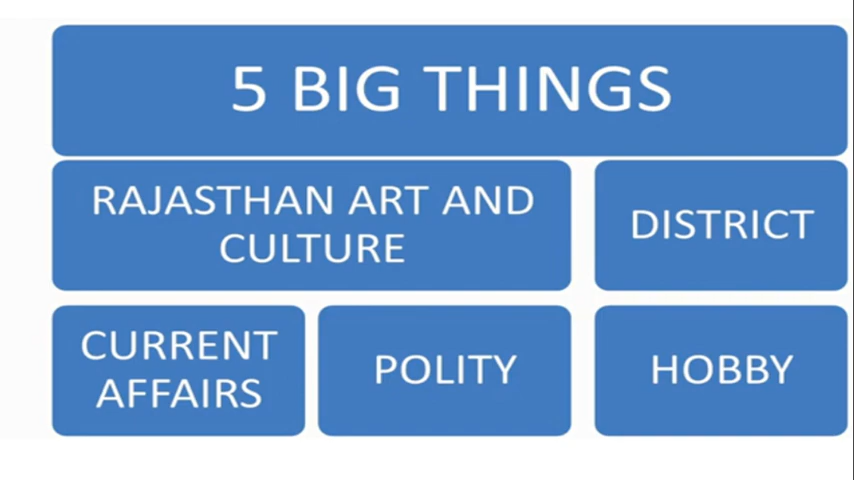 5 BIG THINGS
RAJASTHAN ART AND
CULTURE
DISTRICT
CURRENT
AFFAIRS
POLITY
HOBBY